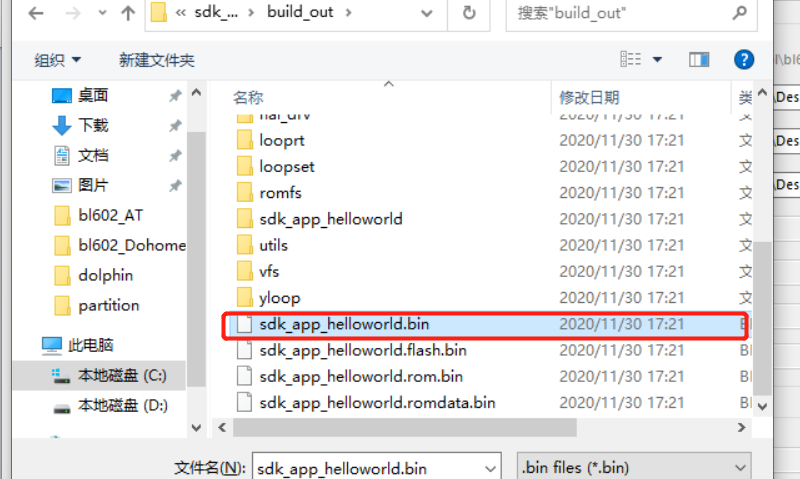 « sdk_... › build_out ›
搜索"build_out"
组织
新建文件夹
?
l\bl6
桌面
下载
文档
图片
bl602_AT
bl602_Dohome
dolphin
partition
此电脑
本地磁盘 (C:)
本地磁盘 (D:)
名称 修改日期 类
hal_drv 2020/11/30 17:21 文
looprt 2020/11/30 17:21 文
loopset 2020/11/30 17:21 文
romfs 2020/11/30 17:21 文
sdk_app_helloworld 2020/11/30 17:21 文
utils 2020/11/30 17:21 文
vfs 2020/11/30 17:21 文
yloop 2020/11/30 17:21 文
sdk_app_helloworld.bin 2020/11/30 17:21 BI
sdk_app_helloworld.flash.bin 2020/11/30 17:21 BI
sdk_app_helloworld.rom.bin 2020/11/30 17:21 BI
sdk_app_helloworld.romdata.bin 2020/11/30 17:21 BI
\Des
\Des
\Des
文件名(N): sdk_app_helloworld.bin .bin files (*.bin)